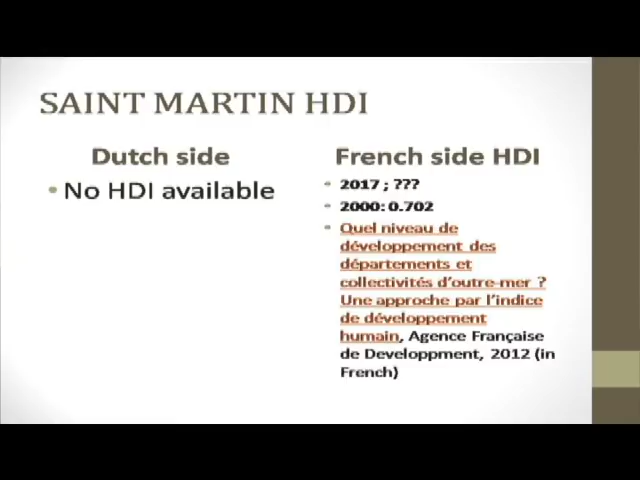 SAINT MARTIN HDI
Dutch side
• No HDI available
French side HDI
• 2017 ; ???
• 2000: 0.702
• Quel niveau de
développement des
départements et
collectivités d'outre-mer ?
Une approche par l'indice
de développement
humain, Agence Française
de Developpment, 2012 (in
French)